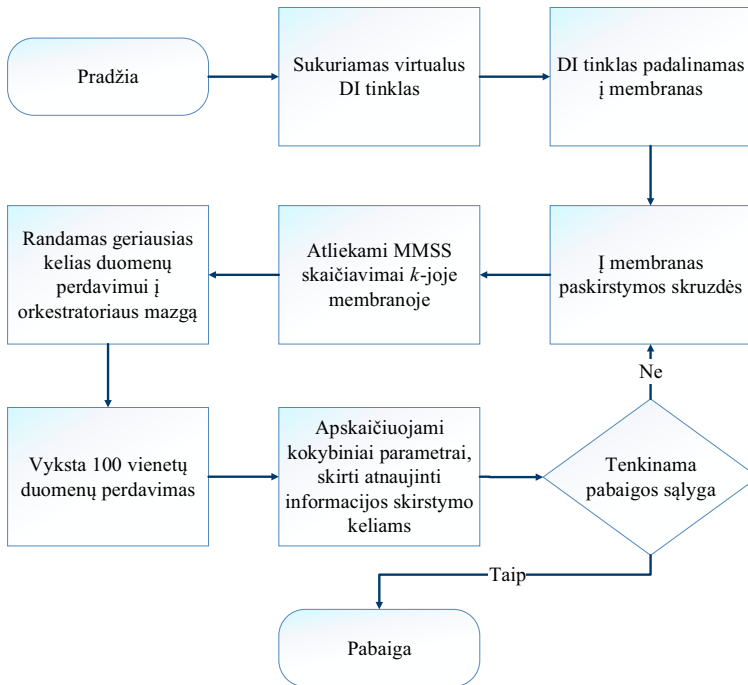 Pradžia
Sukuriamas virtualus
DI tinklas
DI tinklas padalinamas
į membranas
Į membranas
paskirstymos skruzdės
Atliekami MMSS
skaičiavimai k-joje
membranoje
Randamas geriausias
kelias duomenų
perdavimui į
orkestratoriaus mazgą
Vyksta 100 vienetų
duomenų perdavimas
Apskaičiuojami
kokybiniai parametrai,
skirti atnaujinti
informacijos skirstymo
keliams
Tenkinama
pabaigos sąlyga
Ne
Taip
Pabaiga